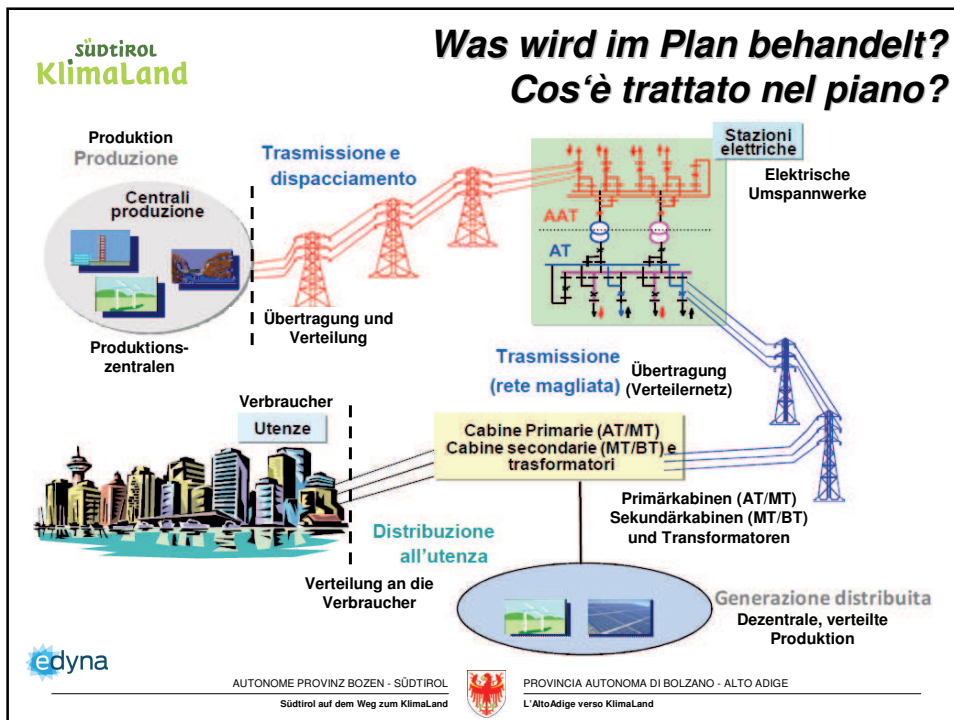 SÜDTIROL
KlimaLand
Was wird im Plan behandelt?
Cos‘è trattato nel piano?
Produktion
Produzione
Centrali
produzione
Produktions-
zentralen
Trasmissione e
dispacciamento
Übertragung und
Verteilung
AAT
AT
Stazioni
elettriche
Elektrische
Umspannwerke
Trasmissione
(rete magliata)
Übertragung
(Verteilernetz)
Verbraucher
Utenze
Cabine Primarie (AT/MT)
Cabine secondarie (MT/BT) e
trasformatori
Primärkabinen (AT/MT)
Sekundärkabinen (MT/BT)
und Transformatoren
Distribuzione
all'utenza
Verteilung an die
Verbraucher
Generazione distribuita
Dezentrale, verteilte
Produktion
edyna
AUTONOME PROVINZ BOZEN - SÜDTIROL
Südtirol auf dem Weg zum KlimaLand
PROVINCIA AUTONOMA DI BOLZANO - ALTO ADIGE
L'AltoAdige verso KlimaLand